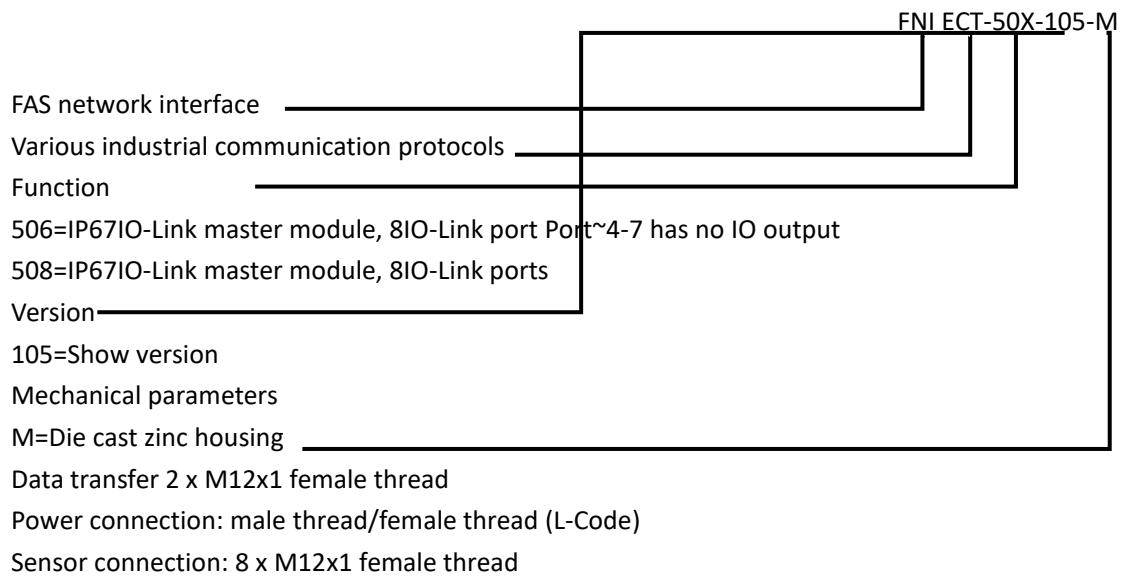 FNI ECT-50X-105-M
FAS network interface
Various industrial communication protocols
Function
506=IP67IO-Link master module, 8IO-Link port Port~4-7 has no IO output
508=IP67IO-Link master module, 8IO-Link ports
Version
105=Show version
Mechanical parameters
M=Die cast zinc housing
Data transfer 2 x M12x1 female thread
Power connection: male thread/female thread (L-Code)
Sensor connection: 8 x M12x1 female thread